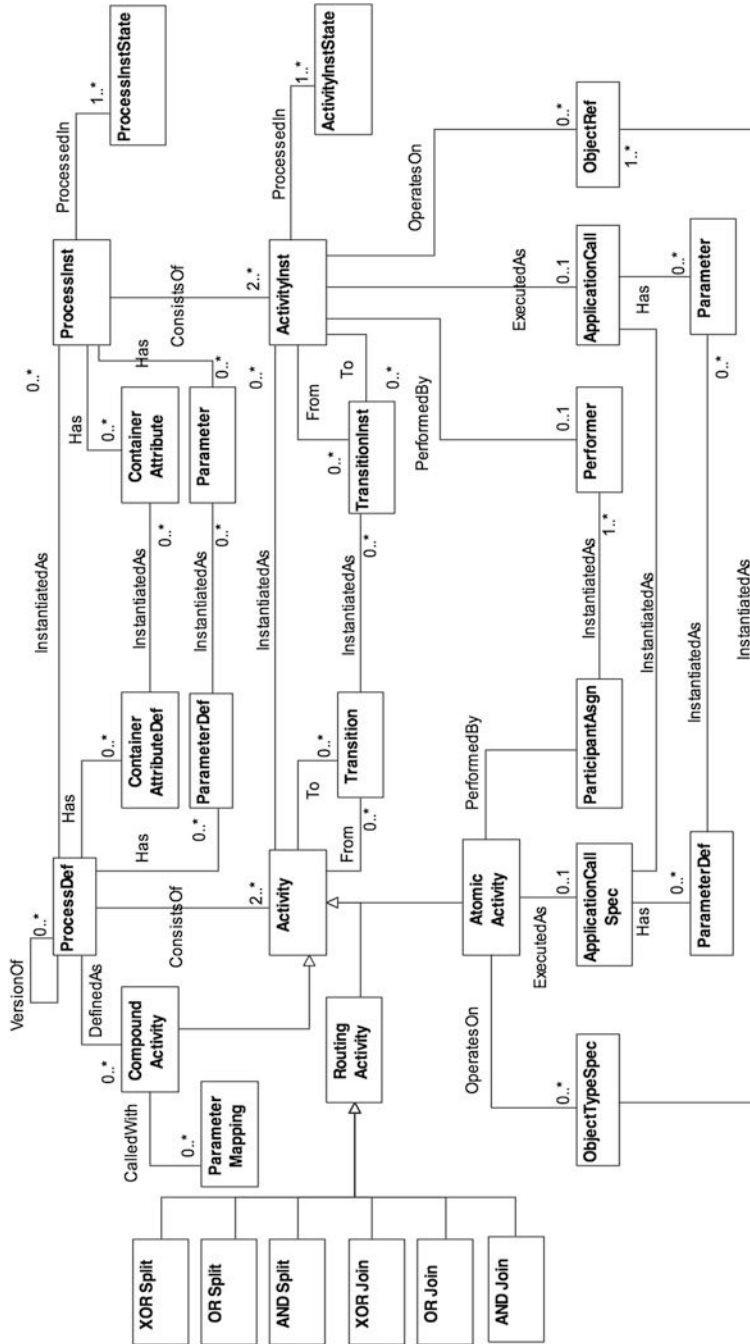 VersionOf
0..*
ProcessDef
InstantiatedAs
0..*
ProcessInst
ProcessedIn
1..*
ProcessInstState
DefinedAs
0..*
Compound
Activity
CalledWith
0..*
Parameter
Mapping
Has
0..*
Container
AttributeDef
InstantiatedAs
0..*
Container
Attribute
Has
0..*
Has
0..*
ParameterDef
InstantiatedAs
0..*
Parameter
Has
0..*
ConsistsOf
2..*
ConsistsOf
2..*
XOR Split
OR Split
AND Split
XOR Join
OR Join
AND Join
Routing
Activity
Activity
InstantiatedAs
0..*
ActivityInst
ProcessedIn
1..*
ActivityInstState
To
0..*
From
0..*
Transition
InstantiatedAs
0..*
TransitionInst
From
0..*
To
0..*
Atomic
Activity
PerformedBy
ParticipantAsgn
InstantiatedAs
1..*
Performer
PerformedBy
0..1
OperatesOn
0..*
ObjectTypeSpec
ExecutedAs
0..1
ApplicationCall
Spec
InstantiatedAs
ExecutedAs
0..1
ApplicationCall
OperatesOn
0..*
ObjectRef
1..*
Has
0..*
ParameterDef
InstantiatedAs
0..*
Parameter
Has
0..*
InstantiatedAs